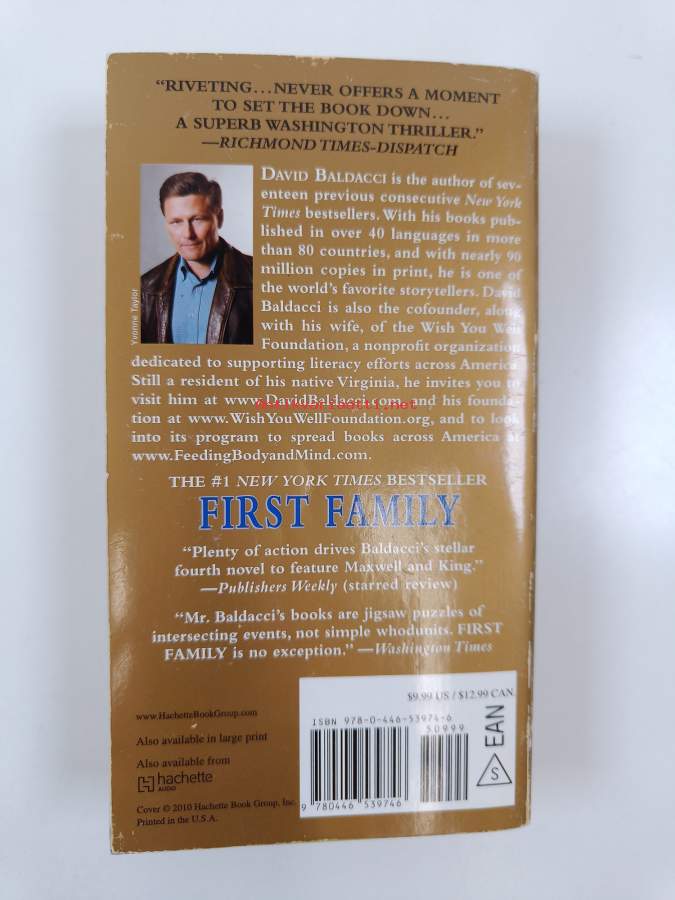 “RIVETING…NEVER OFFERS A MOMENT
TO SET THE BOOK DOWN…
A SUPERB WASHINGTON THRILLER.”
—RICHMOND TIMES-DISPATCH
DAVID BALDACCI is the author of sev-
enteen previous consecutive New York
Times bestsellers. With his books pub-
lished in over 40 languages in more
than 80 countries, and with nearly 90
million copies in print, he is one of
the world’s favorite storytellers. David
Baldacci is also the cofounder, along
with his wife, of the Wish You Well
Foundation, a nonprofit organization
dedicated to supporting literacy efforts across America.
Still a resident of his native Virginia, he invites you to
visit him at www.DavidBaldacci.com, and his founda-
tion at www.WishYouWellFoundation.org, and to look
into its program to spread books across America at
www.FeedingBodyandMind.com.
Yvonne Taylor
THE #1 NEW YORK TIMES BESTSELLER
FIRST FAMILY
“Plenty of action drives Baldacci’s stellar
fourth novel to feature Maxwell and King.”
—Publishers Weekly (starred review)
“Mr. Baldacci’s books are jigsaw puzzles of
intersecting events, not simple whodunits. FIRST
FAMILY is no exception.” —Washington Times
$9.99 US / $12.99 CAN
www.HachetteBookGroup.com
Also available in large print
Also available from
hachette
AUDIO
Cover © 2010 Hachette Book Group, Inc.
Printed in the U.S.A.
ISBN 978-0-446-53974-6
50999
9 780446 539746
EAN
S